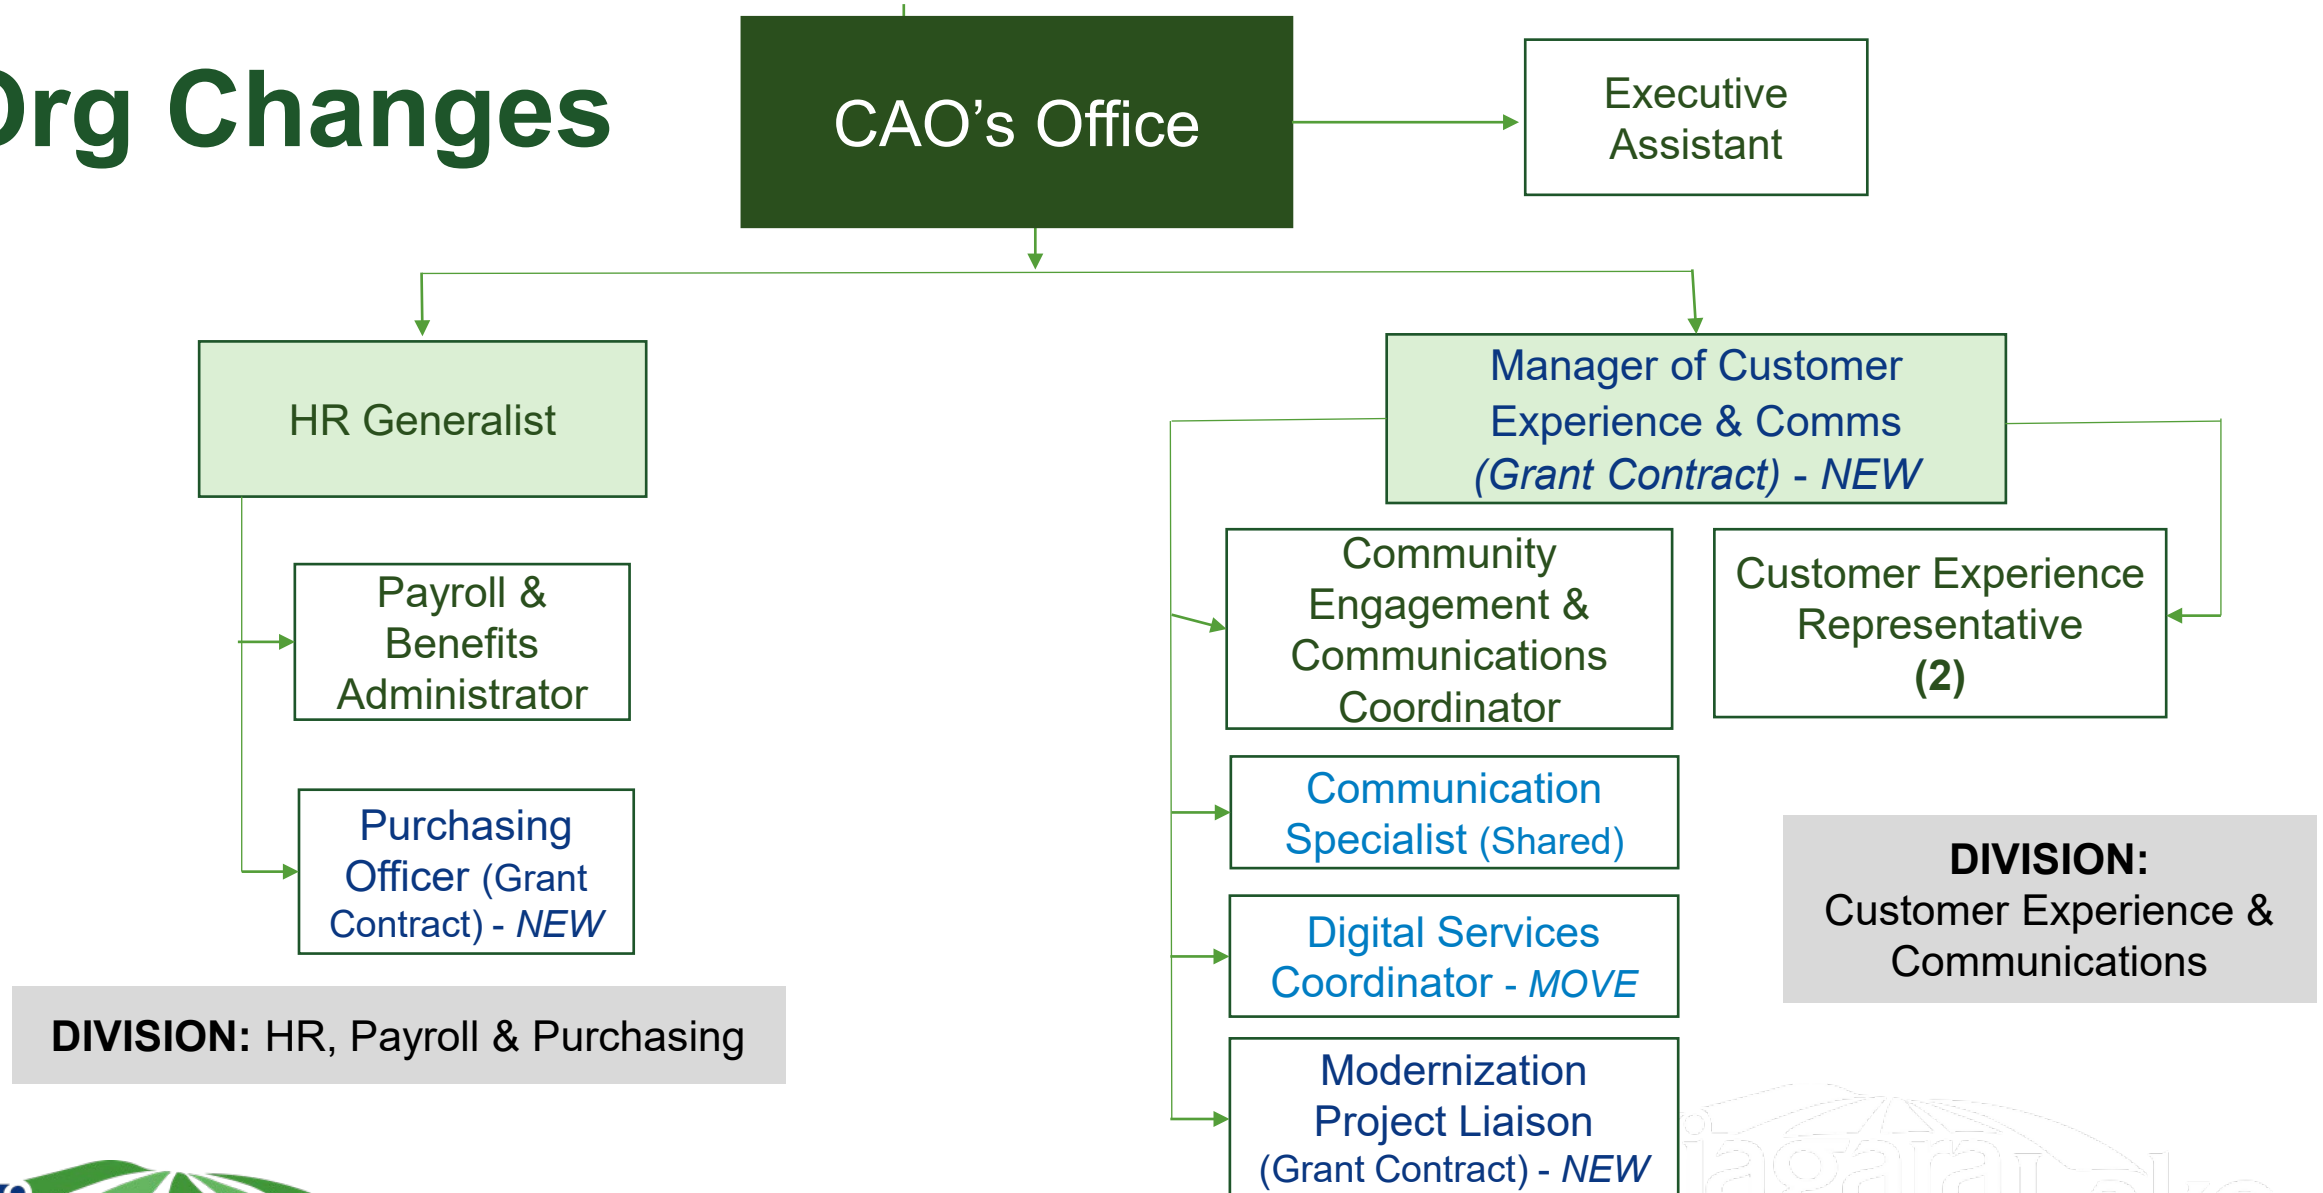 Org Changes
CAO's Office
Executive
Assistant
HR Generalist
Manager of Customer
Experience & Comms
(Grant Contract) - NEW
Payroll &
Benefits
Administrator
Community
Engagement &
Communications
Coordinator
Customer Experience
Representative
(2)
Purchasing
Officer (Grant
Contract) - NEW
Communication
Specialist (Shared)
Digital Services
Coordinator - MOVE
Modernization
Project Liaison
(Grant Contract) - NEW
DIVISION: HR, Payroll & Purchasing
DIVISION:
Customer Experience &
Communications